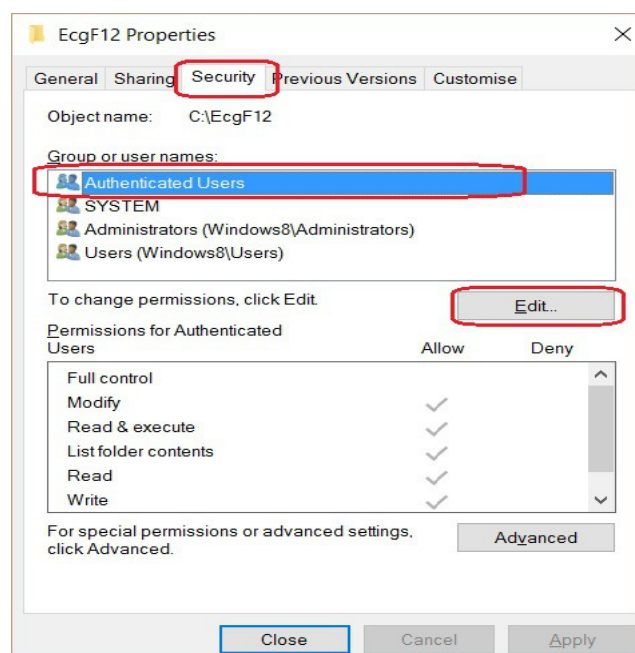 EcgF12 Properties
General Sharing Security Previous Versions Customise
Object name: C:\EcgF12
Group or user names:
Authenticated Users
SYSTEM
Administrators (Windows8\Administrators)
Users (Windows8\Users)
To change permissions, click Edit.
Edit...
Permissions for Authenticated
Users Allow Deny
Full control
Modify
Read & execute
List folder contents
Read
Write
For special permissions or advanced settings,
click Advanced.
Advanced
Close Cancel Apply